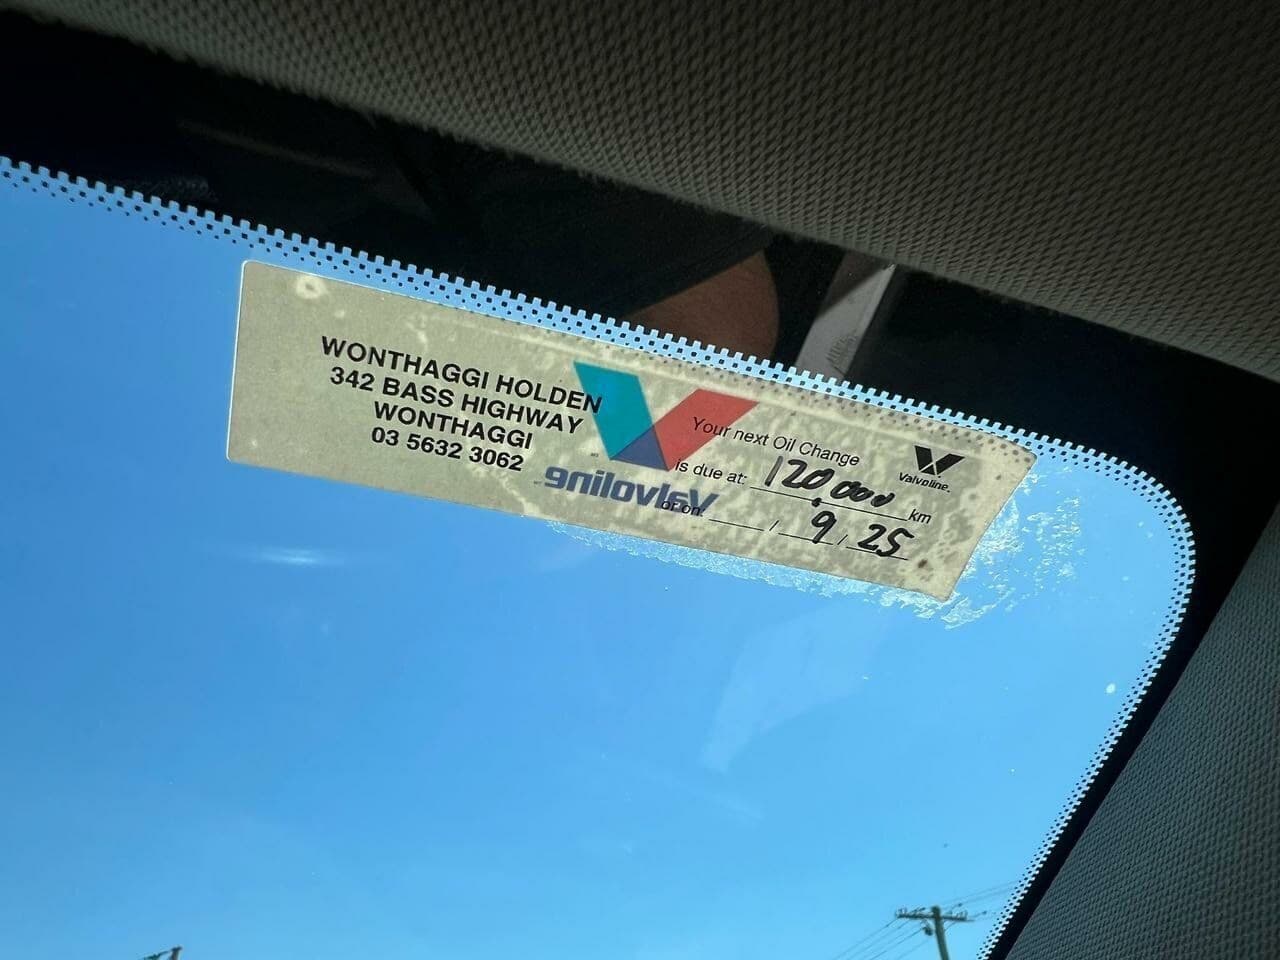 WONTHAGGI HOLDEN
342 BASS HIGHWAY
WONTHAGGI
03 5632 3062
Valvoline
Your next Oil Change
is due at: 120,000 km
or on: / 9 / 25
Valvoline